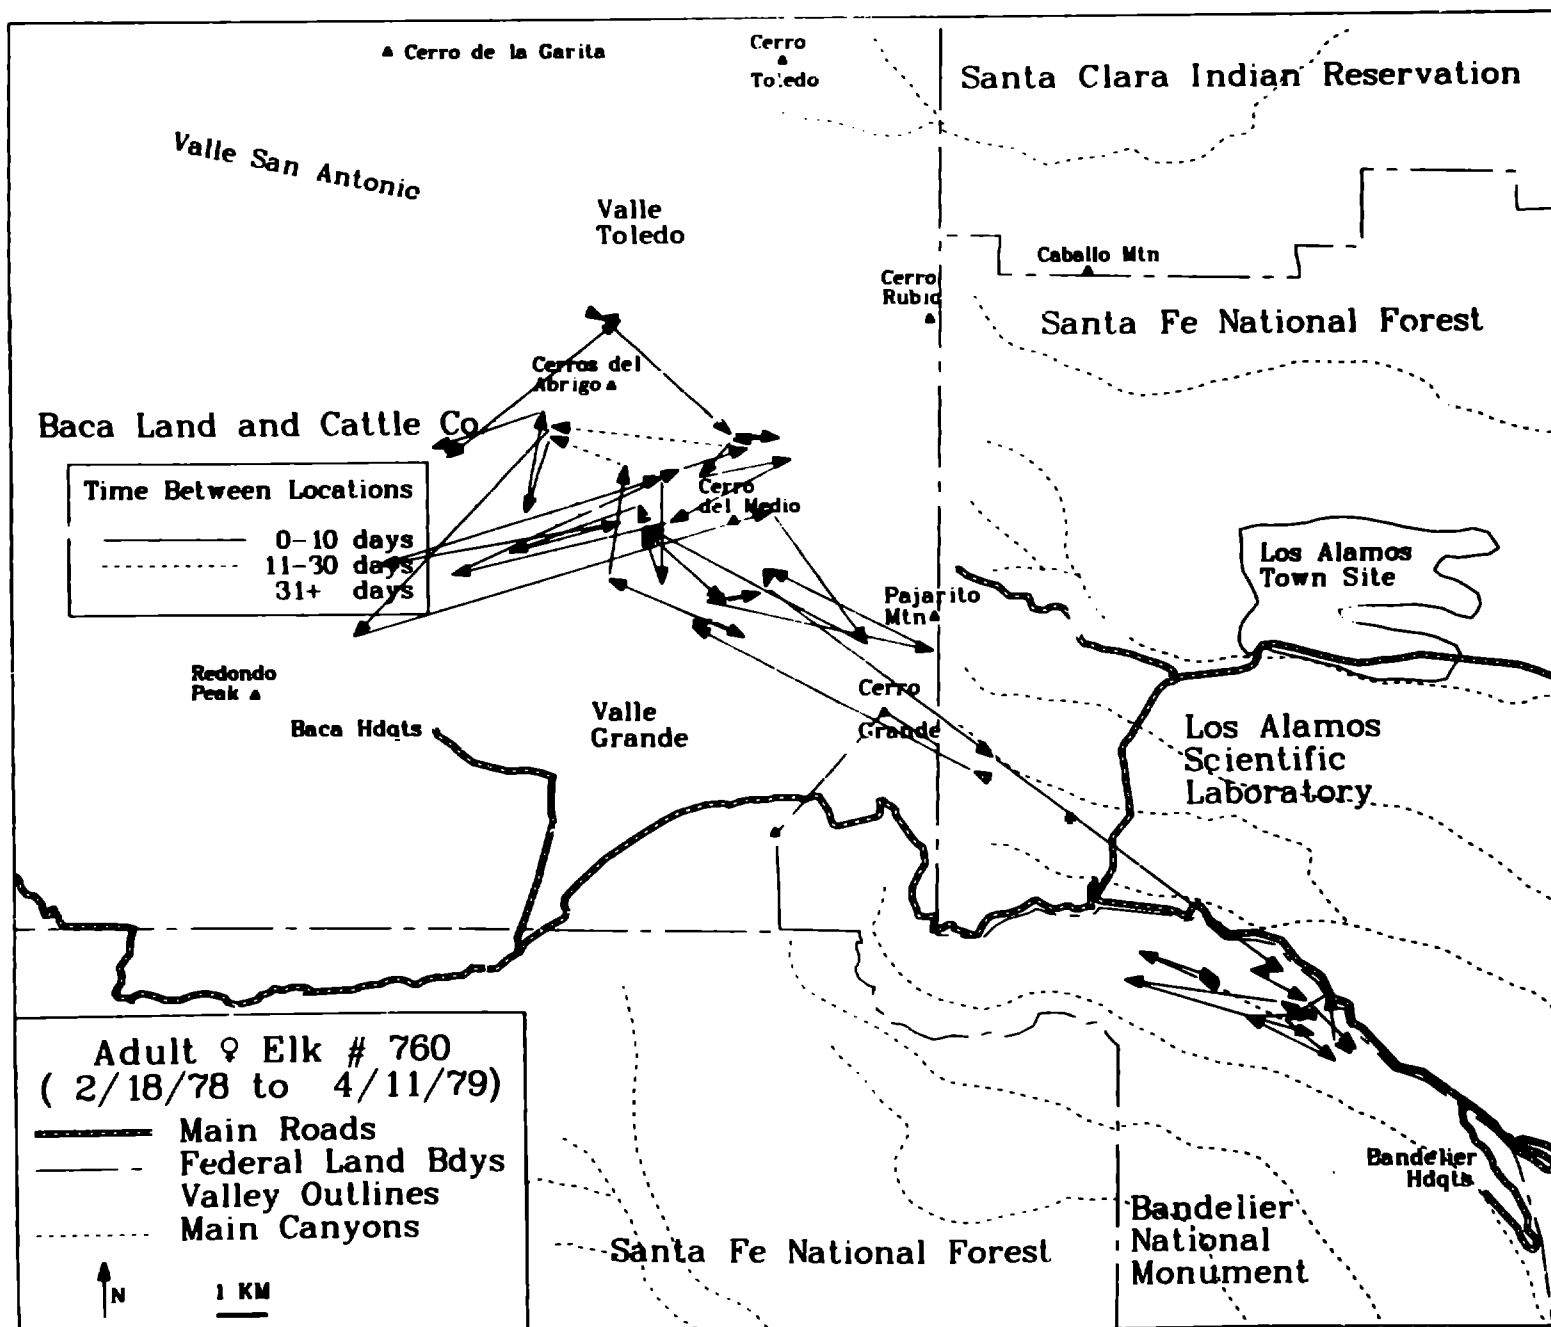 Cerro de la Garita
Cerro
Toledo
Santa Clara Indian Reservation
Valle San Antonio
Valle
Toledo
Caballo Mtn
Cerro
Rubio
Santa Fe National Forest
Cerros del
Abrigo
Baca Land and Cattle Co
Time Between Locations
0-10 days
11-30 days
31+ days
Cerro
del Medio
Los Alamos
Town Site
Pajarito
Mtn
Redondo
Peak
Baca Hdqts
Valle
Grande
Cerro
Grande
Los Alamos
Scientific
Laboratory
Adult ♀ Elk # 760
( 2/18/78 to 4/11/79)
Main Roads
Federal Land Bdys
Valley Outlines
Main Canyons
N
1 KM
Santa Fe National Forest
Bandelier
National
Monument
Bandelier
Hdqts